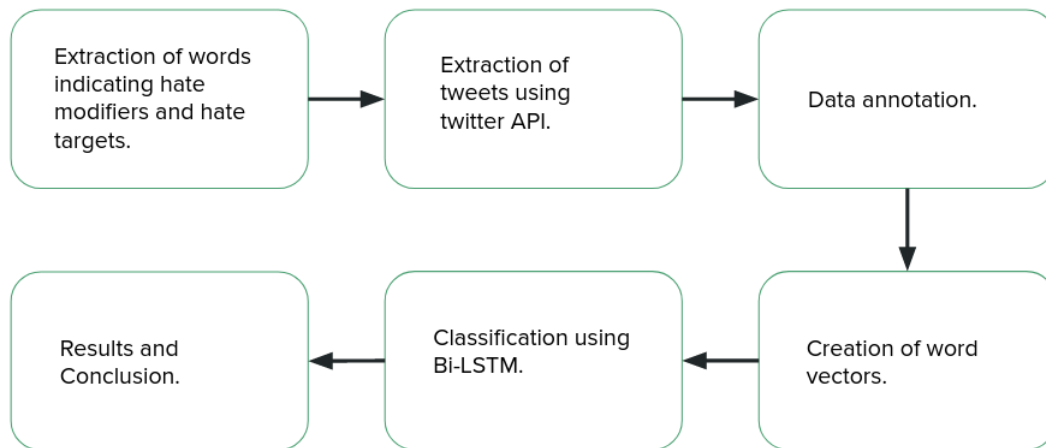 Extraction of words
indicating hate
modifiers and hate
targets.
Extraction of
tweets using
twitter API.
Data annotation.
Creation of word
vectors.
Classification using
Bi-LSTM.
Results and
Conclusion.